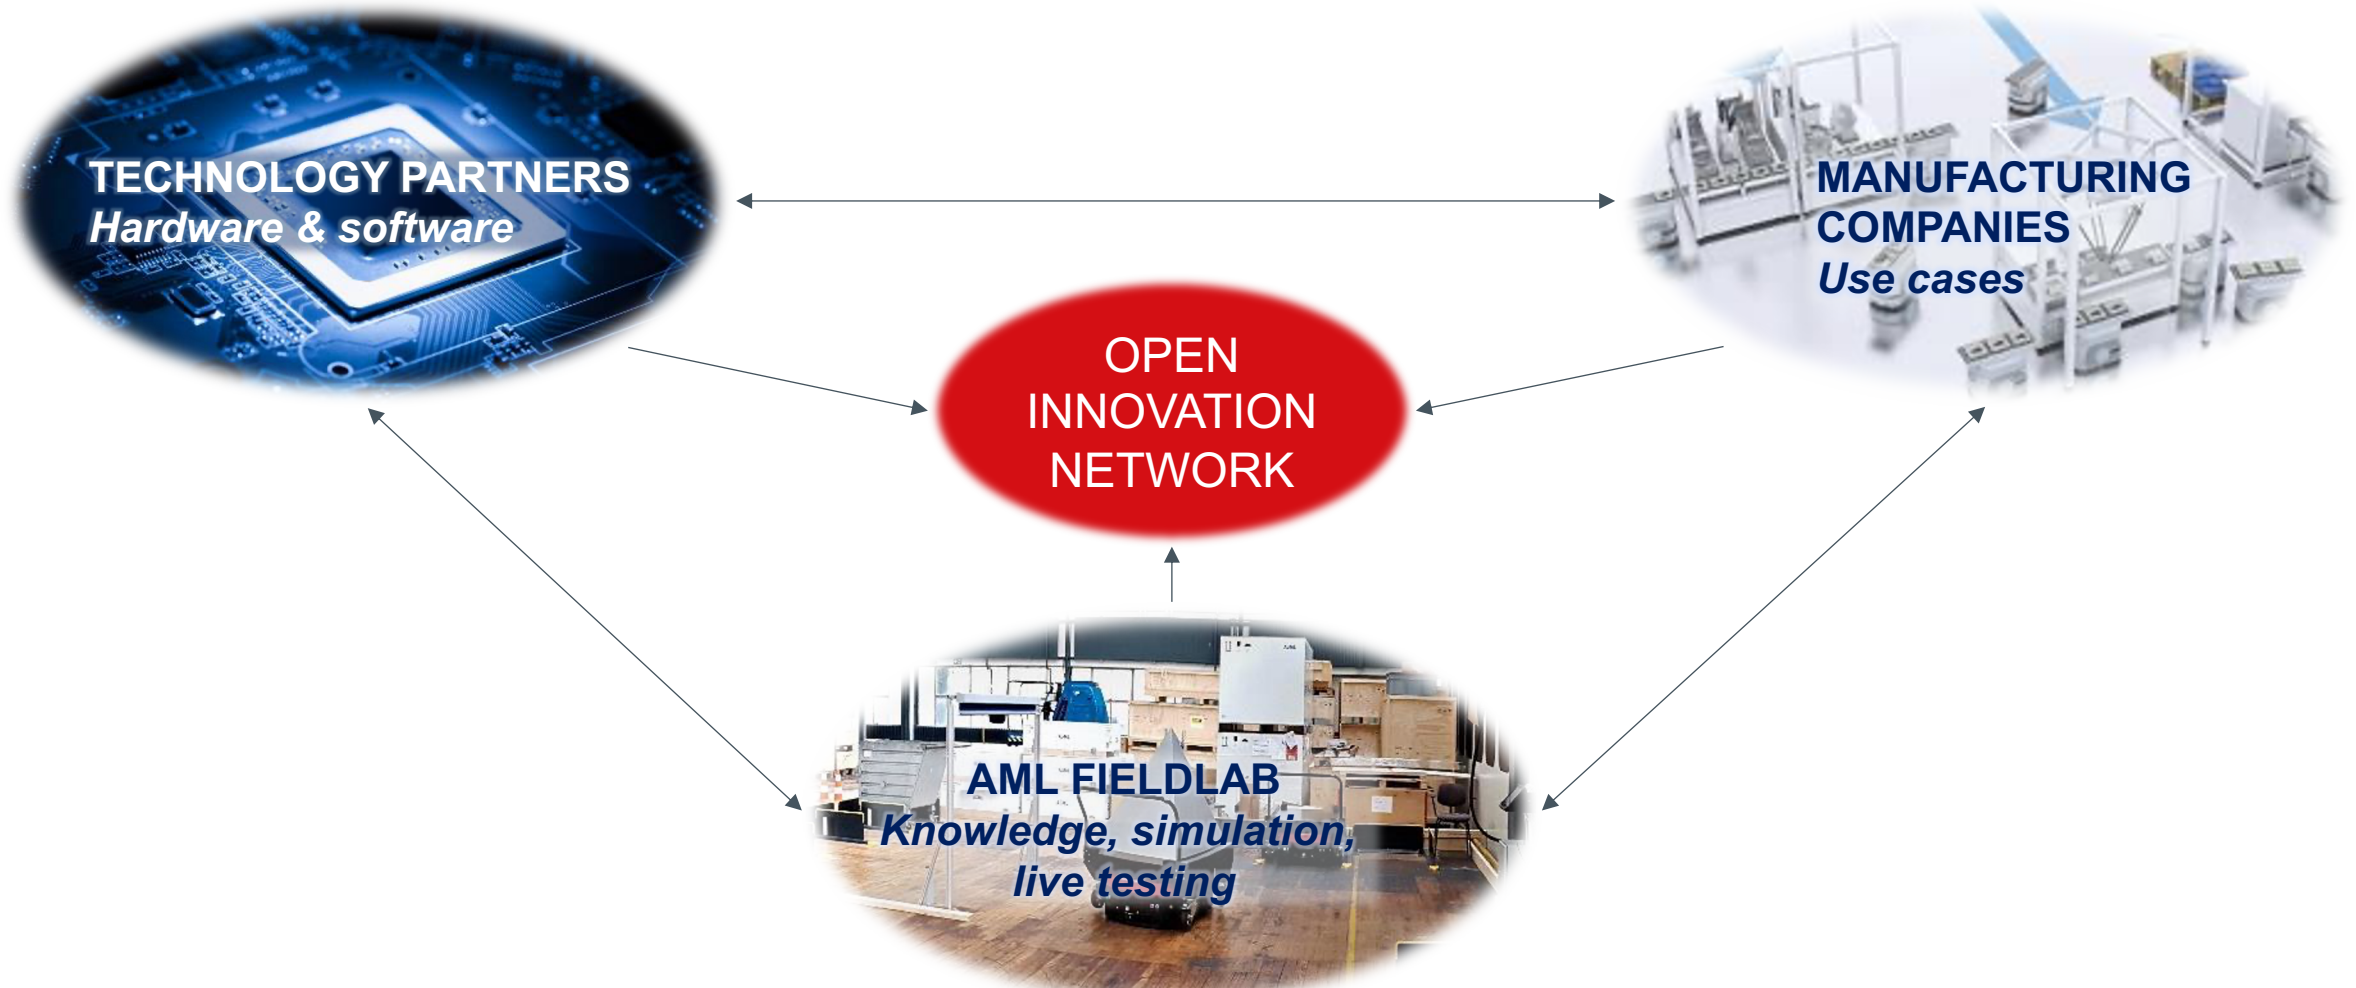 TECHNOLOGY PARTNERS
Hardware & software
MANUFACTURING
COMPANIES
Use cases
OPEN
INNOVATION
NETWORK
AML FIELDLAB
Knowledge, simulation,
live testing